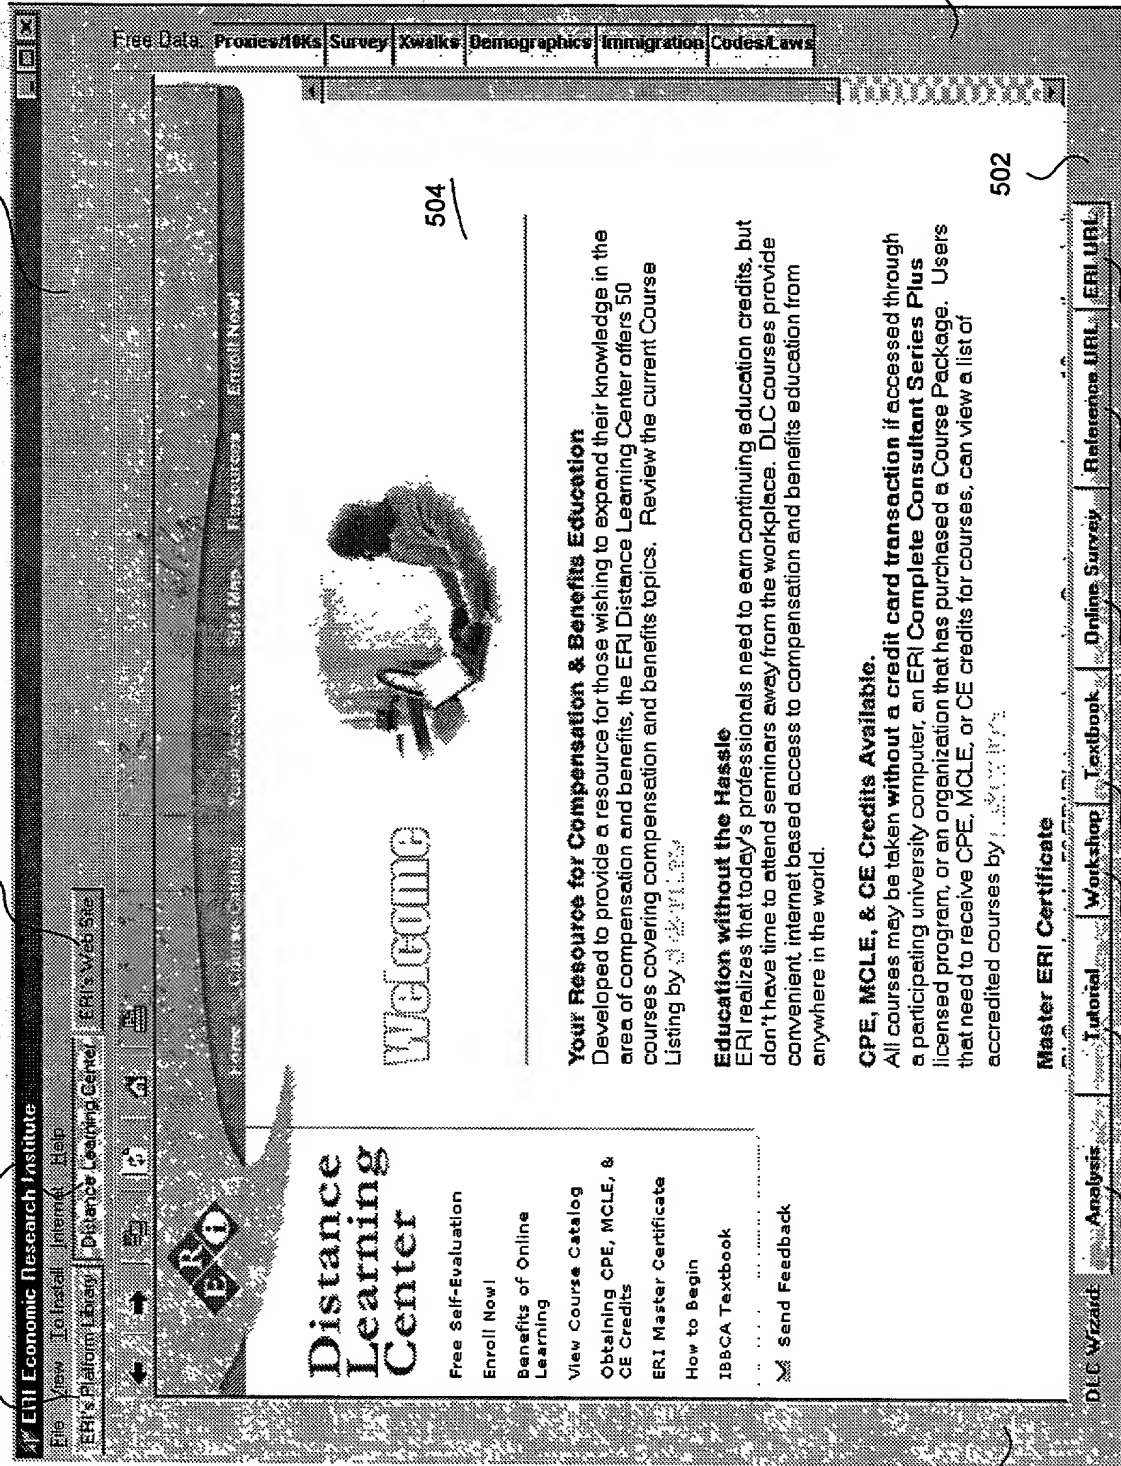 ERI Economic Research Institute
File View To Install Internet Help
ERI's Platform Library Distance Learning Center ERI's Web Site
Free Data: Proxies/10Ks Survey Xwalks Demographics Immigration Codes/Laws
ERI
Home Course Catalog Site Map Resources Enroll Now!
Distance
Learning
Center
Free Self-Evaluation
Enroll Now!
Benefits of Online
Learning
View Course Catalog
Obtaining CPE, MCLE, &
CE Credits
ERI Master Certificate
How to Begin
IBBCA Textbook
Send Feedback
Welcome
504
Your Resource for Compensation & Benefits Education
Developed to provide a resource for those wishing to expand their knowledge in the
area of compensation and benefits, the ERI Distance Learning Center offers 50
courses covering compensation and benefits topics. Review the current Course
Listing by
Education without the Hassle
ERI realizes that today's professionals need to earn continuing education credits, but
don't have time to attend seminars away from the workplace. DLC courses provide
convenient, internet based access to compensation and benefits education from
anywhere in the world.
CPE, MCLE, & CE Credits Available.
All courses may be taken without a credit card transaction if accessed through
a participating university computer, an ERI Complete Consultant Series Plus
licensed program, or an organization that has purchased a Course Package. Users
that need to receive CPE, MCLE, or CE credits for courses, can view a list of
accredited courses by
Master ERI Certificate
502
DLC Wizard: Analysis Tutorial Workshop Textbook Online Survey Reference URL ERI URL